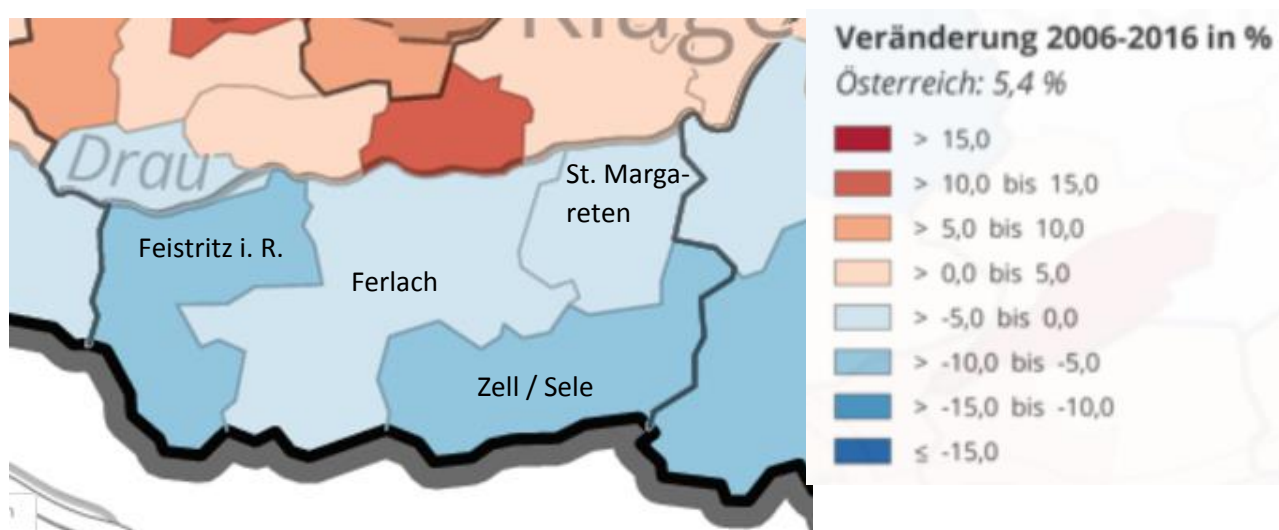 Klage
Drau
St. Marga-
reten
Feistritz i. R.
Ferlach
Zell / Sele
Veränderung 2006-2016 in %
Österreich: 5,4 %
> 15,0
> 10,0 bis 15,0
> 5,0 bis 10,0
> 0,0 bis 5,0
> -5,0 bis 0,0
> -10,0 bis -5,0
> -15,0 bis -10,0
≤ -15,0